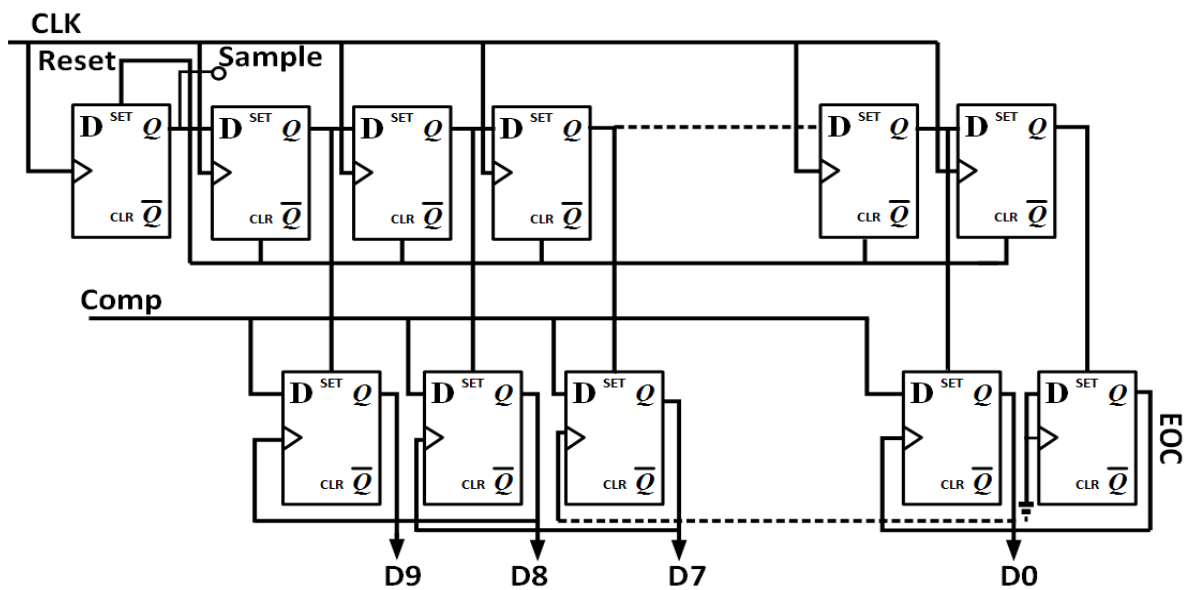 CLK
Reset
Sample
D SET Q D SET Q D SET Q D SET Q D SET Q D SET Q
CLR Q̅ CLR Q̅ CLR Q̅ CLR Q̅ CLR Q̅ CLR Q̅
Comp
D SET Q D SET Q D SET Q D SET Q D SET Q
EOC
CLR Q̅ CLR Q̅ CLR Q̅ CLR Q̅ CLR Q̅
D9 D8 D7 D0